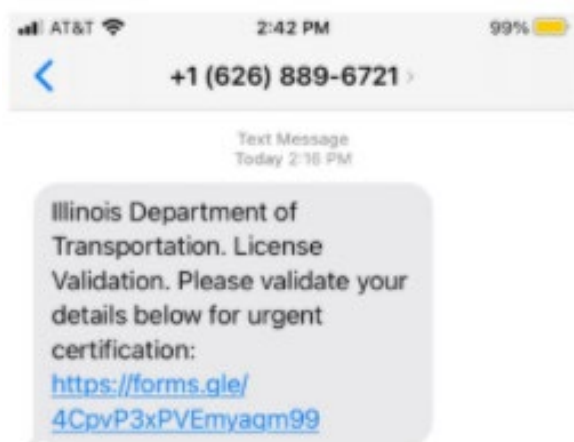 AT&T 2:42 PM 99%
+1 (626) 889-6721 >
Text Message
Today 2:16 PM
Illinois Department of
Transportation. License
Validation. Please validate your
details below for urgent
certification:
https://forms.gle/
4CpvP3xPVEmyaqm99